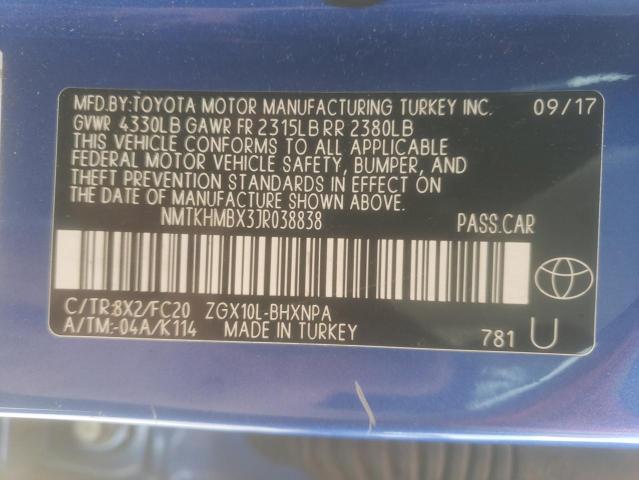 MFD.BY:TOYOTA MOTOR MANUFACTURING TURKEY INC. 09/17
GVWR 4330LB GAWR FR 2315LB RR 2380LB
THIS VEHICLE CONFORMS TO ALL APPLICABLE
FEDERAL MOTOR VEHICLE SAFETY, BUMPER, AND
THEFT PREVENTION STANDARDS IN EFFECT ON
THE DATE OF MANUFACTURE SHOWN ABOVE.
NMTKHMBX3JR038838 PASS.CAR
C/TR:8X2/FC20 ZGX10L-BHXNPA
A/TM:-04A/K114 MADE IN TURKEY 781 U